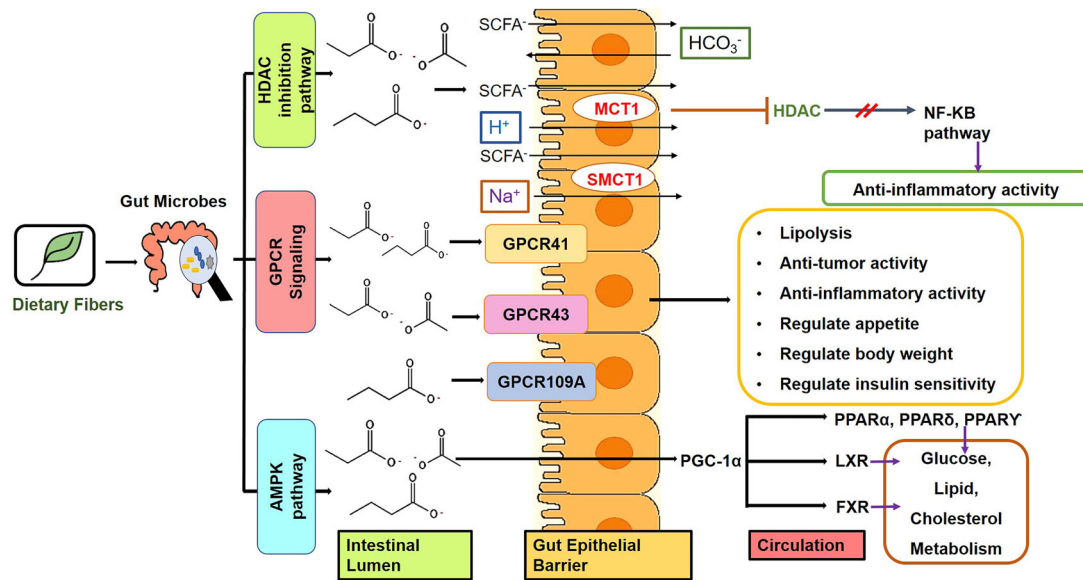 Dietary Fibers
Gut Microbes
HDAC
inhibition
pathway
GPCR
Signaling
AMPK
pathway
O
O
-
-
O
O
O
O
-
SCFA-
HCO₃⁻
SCFA-
MCT1
H⁺
SCFA-
SMCT1
Na⁺
HDAC
NF-KB
pathway
Anti-inflammatory activity
O
O
-
O
O
-
GPCR41
O
O
-
-
O
O
GPCR43
O
O
-
GPCR109A
• Lipolysis
• Anti-tumor activity
• Anti-inflammatory activity
• Regulate appetite
• Regulate body weight
• Regulate insulin sensitivity
O
O
-
-
O
O
O
O
-
PGC-1α
PPARα, PPARδ, PPARƳ
LXR
FXR
Glucose,
Lipid,
Cholesterol
Metabolism
Intestinal
Lumen
Gut Epithelial
Barrier
Circulation